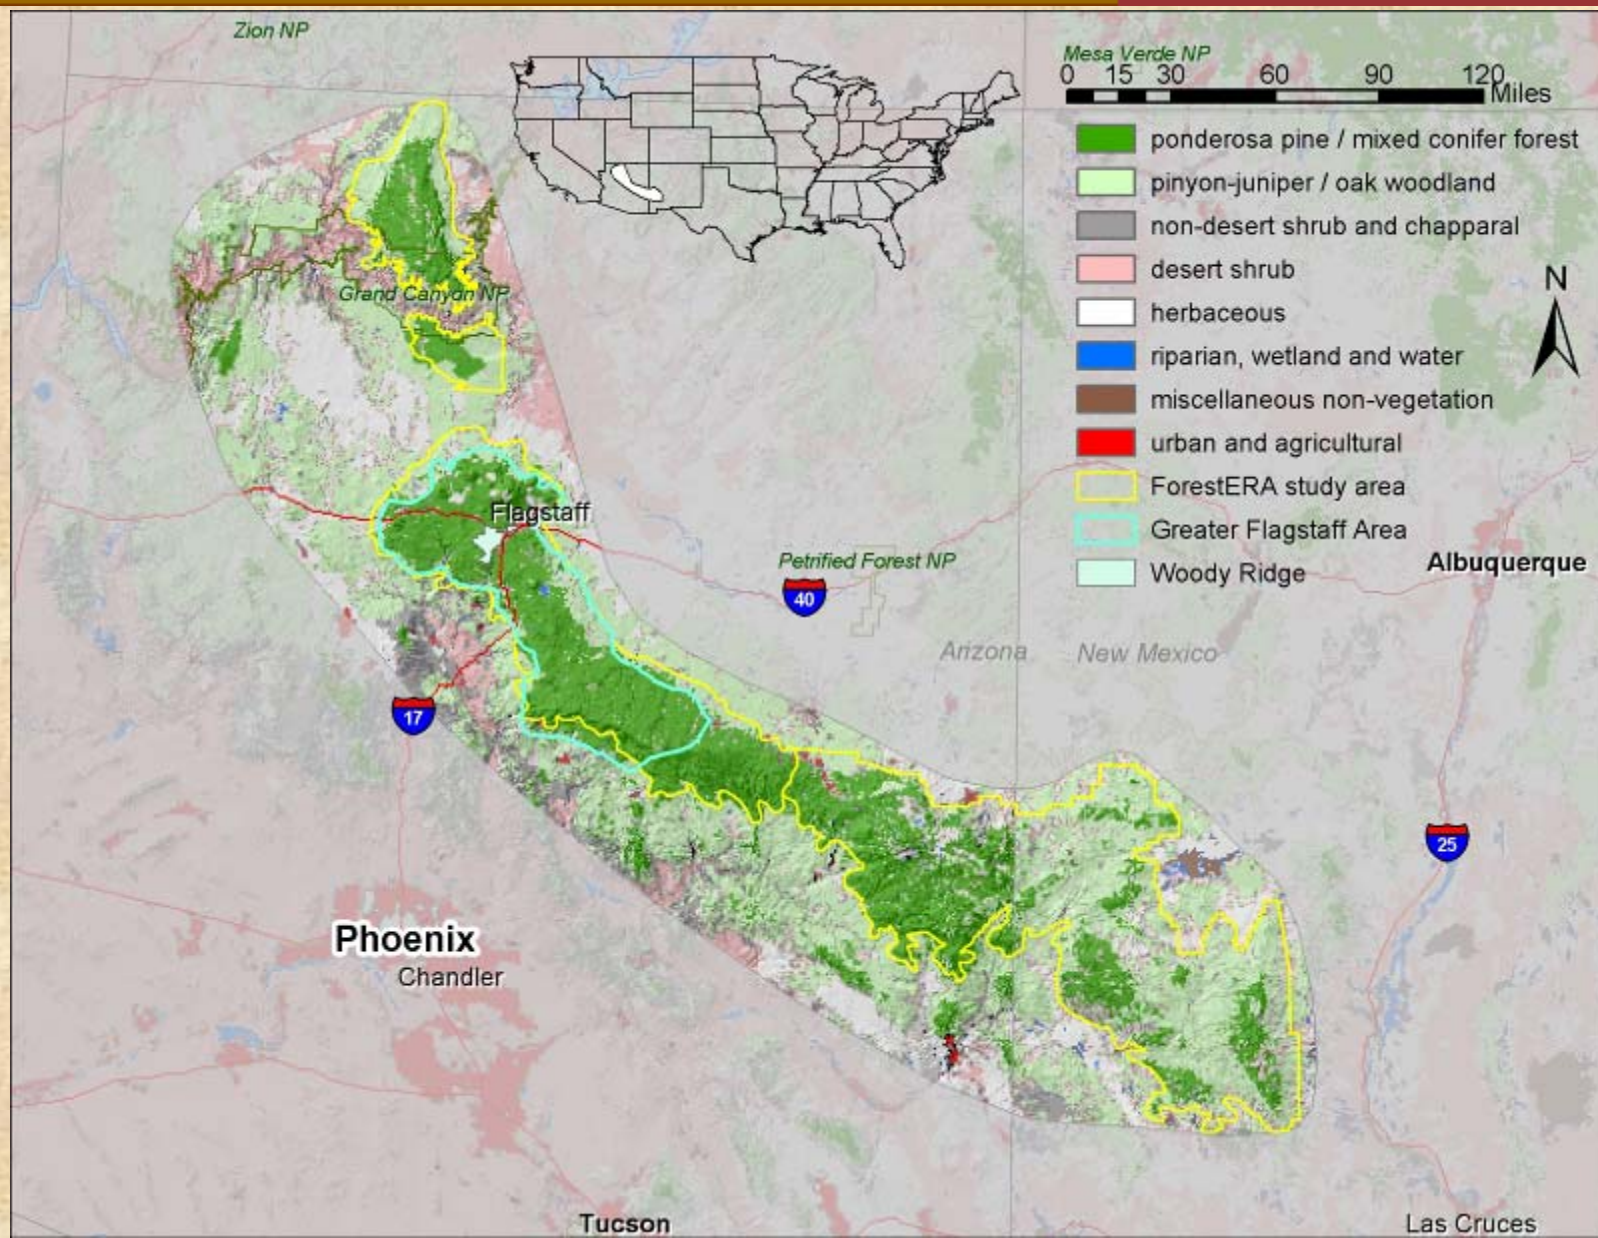 Zion NP
Mesa Verde NP
0 15 30 60 90 120
Miles
ponderosa pine / mixed conifer forest
pinyon-juniper / oak woodland
non-desert shrub and chapparal
desert shrub
herbaceous
riparian, wetland and water
miscellaneous non-vegetation
urban and agricultural
ForestERA study area
Greater Flagstaff Area
Woody Ridge
N
Grand Canyon NP
Flagstaff
Petrified Forest NP
40
Albuquerque
Arizona
New Mexico
17
25
Phoenix
Chandler
Tucson
Las Cruces